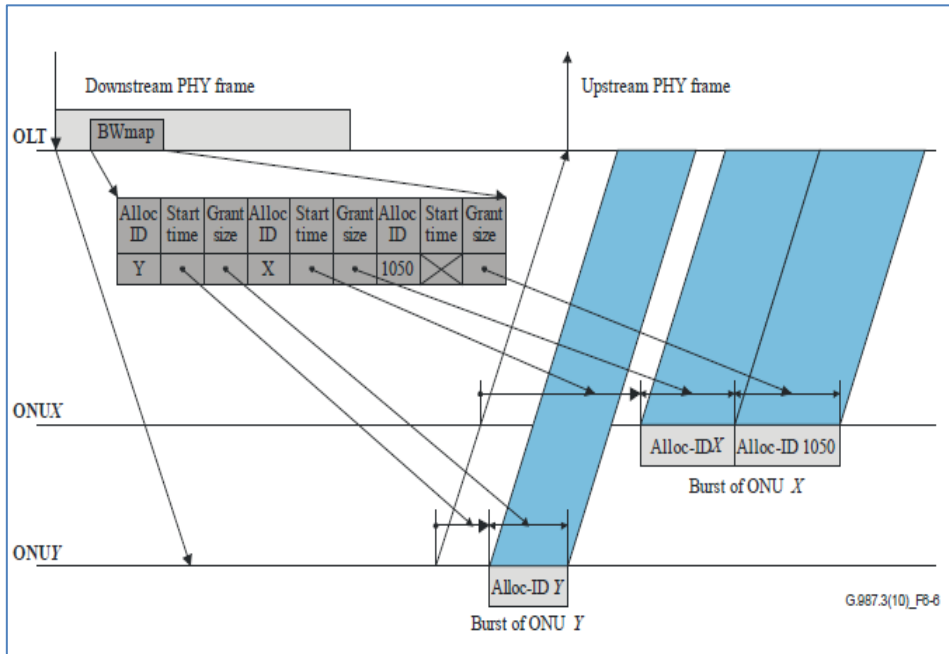 Downstream PHY frame
Upstream PHY frame
OLT
BWmap
Alloc ID Start time Grant size Alloc ID Start time Grant size Alloc ID Start time Grant size
Y X 1050
ONUX
Alloc-IDX Alloc-ID 1050
Burst of ONU X
ONUY
Alloc-ID Y
Burst of ONU Y
G.987.3(10)_F6-6